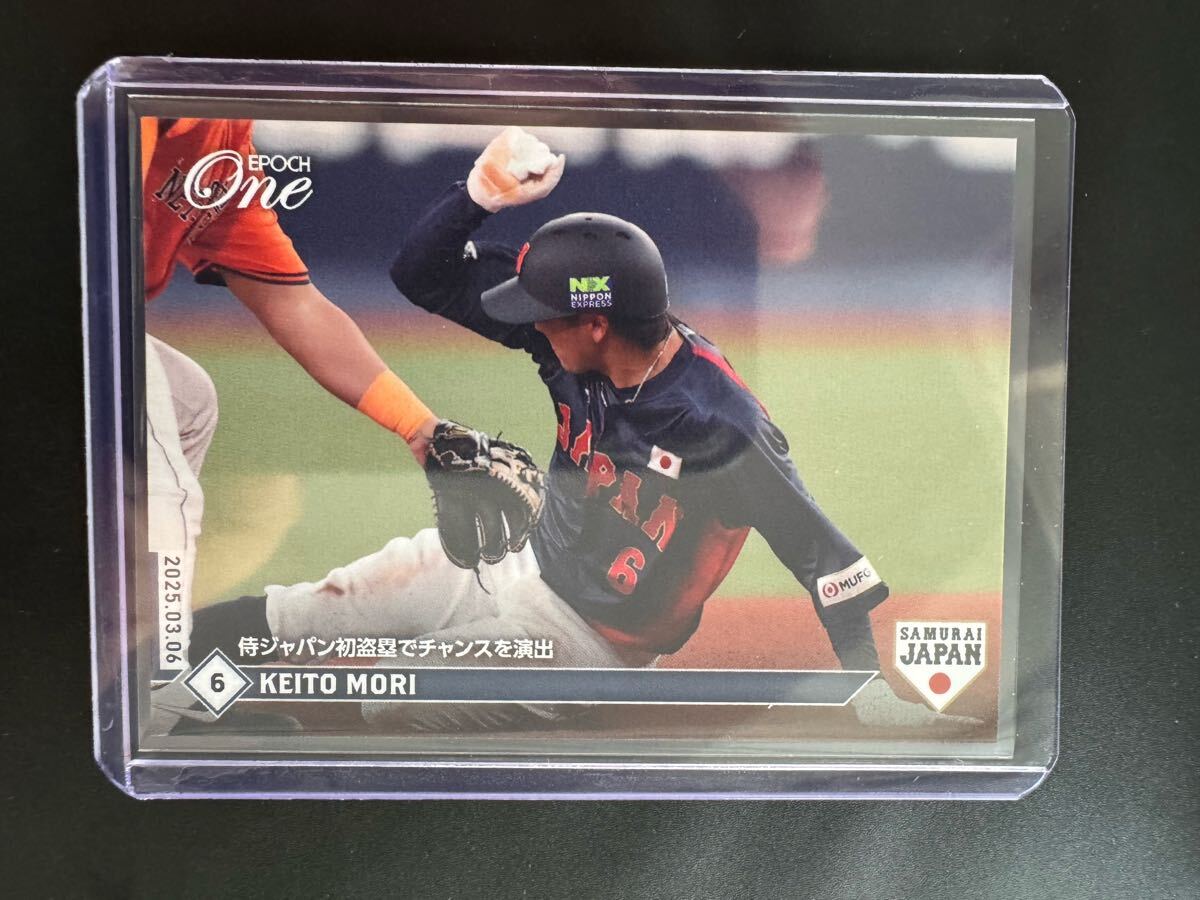 EPOCH
One
NX
NIPPON
EXPRESS
JAPAN
6
MUFG
2025.03.06
侍ジャパン初盗塁でチャンスを演出
6 KEITO MORI
SAMURAI
JAPAN